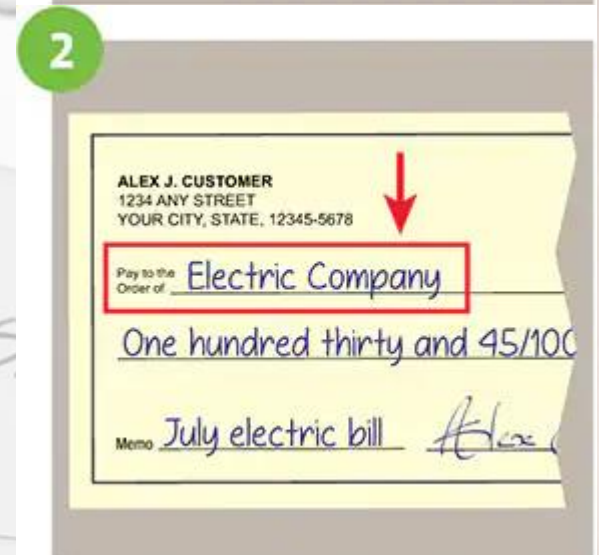 2
ALEX J. CUSTOMER
1234 ANY STREET
YOUR CITY, STATE, 12345-5678
Pay to the
Order of Electric Company
One hundred thirty and 45/100
Memo July electric bill Alex